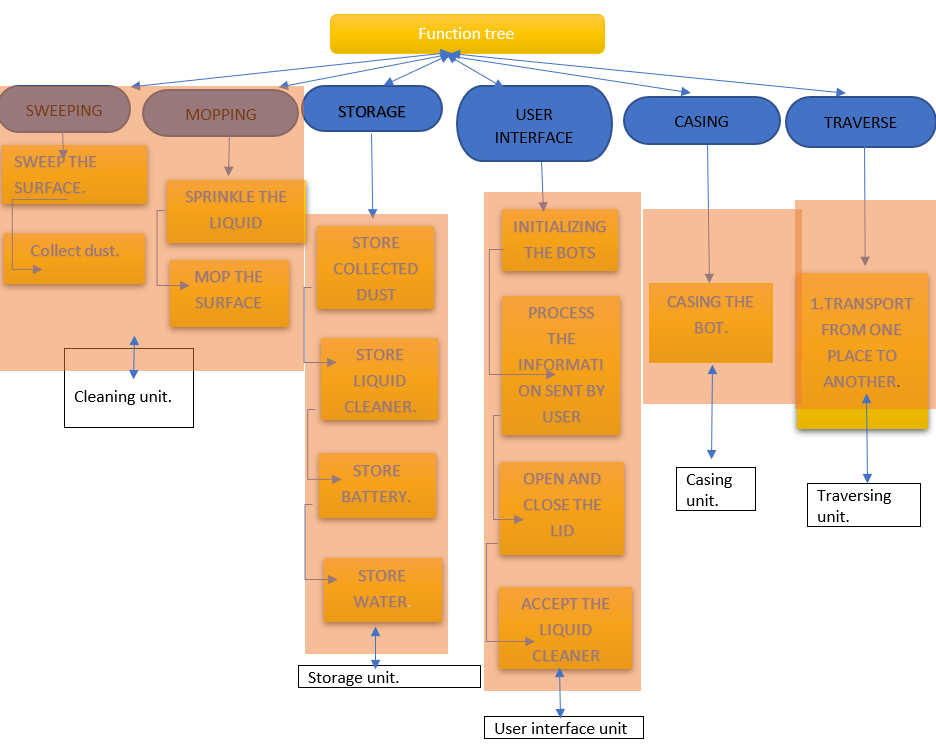 Function tree
SWEEPING
MOPPING
STORAGE
USER
INTERFACE
CASING
TRAVERSE
SWEEP THE
SURFACE.
Collect dust.
SPRINKLE THE
LIQUID
MOP THE
SURFACE
Cleaning unit.
STORE
COLLECTED
DUST
STORE
LIQUID
CLEANER.
STORE
BATTERY.
STORE
WATER.
Storage unit.
INITIALIZING
THE BOTS
PROCESS
THE
INFORMATI
ON SENT BY
USER
OPEN AND
CLOSE THE
LID
ACCEPT THE
LIQUID
CLEANER
User interface unit
CASING THE
BOT.
Casing
unit.
1.TRANSPORT
FROM ONE
PLACE TO
ANOTHER.
Traversing
unit.